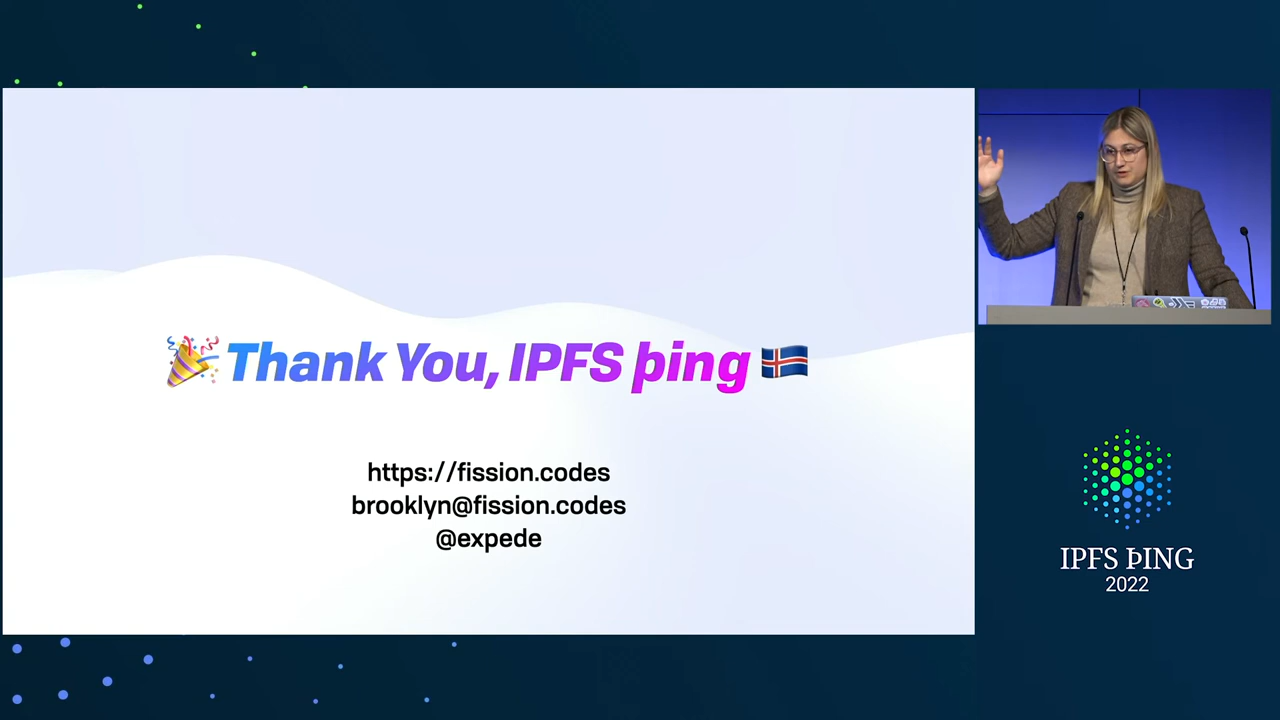 Thank You, IPFS þing
https://fission.codes
brooklyn@fission.codes
@expede
IPFS ÞING
2022